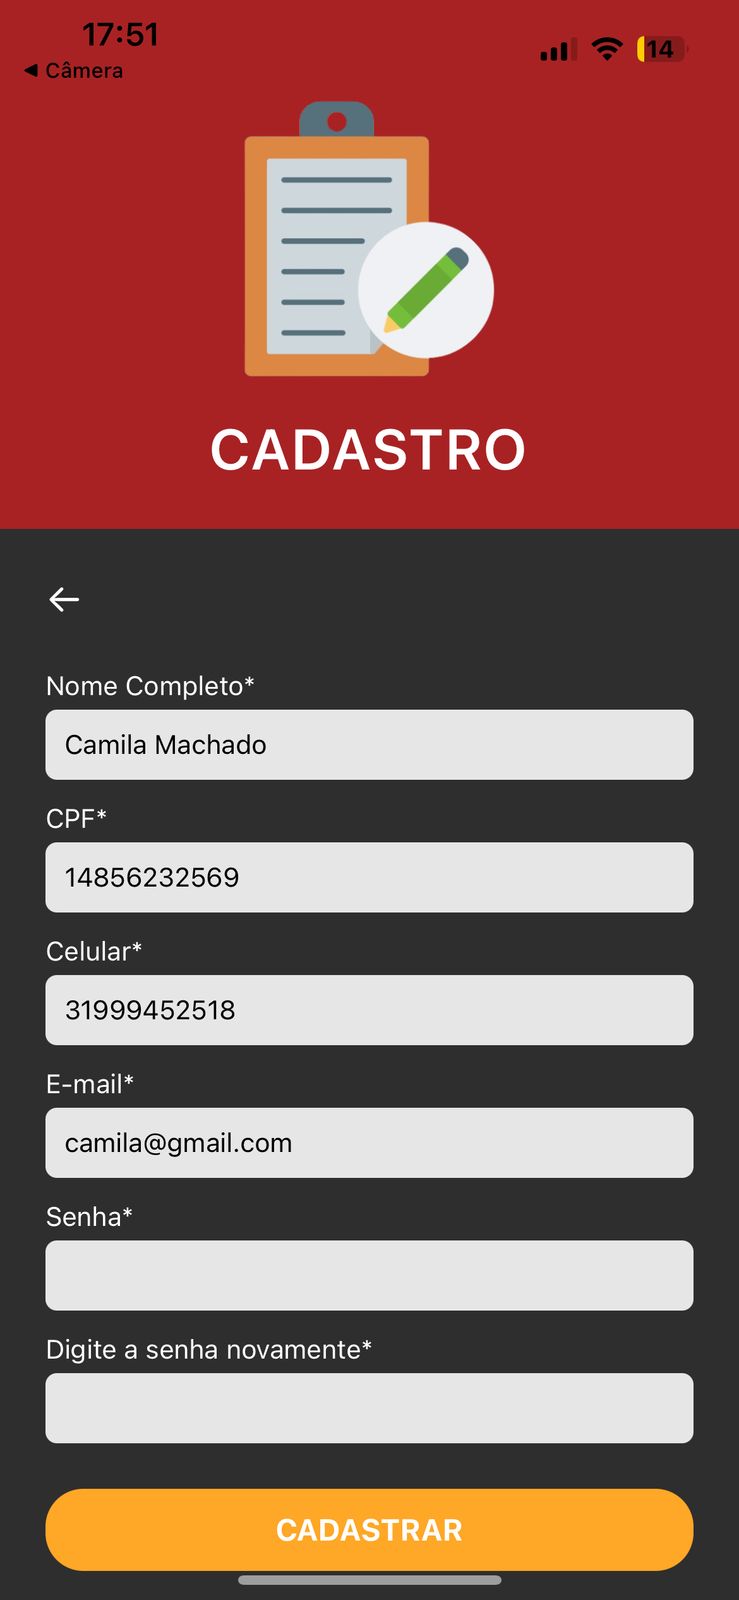 17:51
14
◀ Câmera
CADASTRO
Nome Completo*
Camila Machado
CPF*
14856232569
Celular*
31999452518
E-mail*
camila@gmail.com
Senha*
Digite a senha novamente*
CADASTRAR